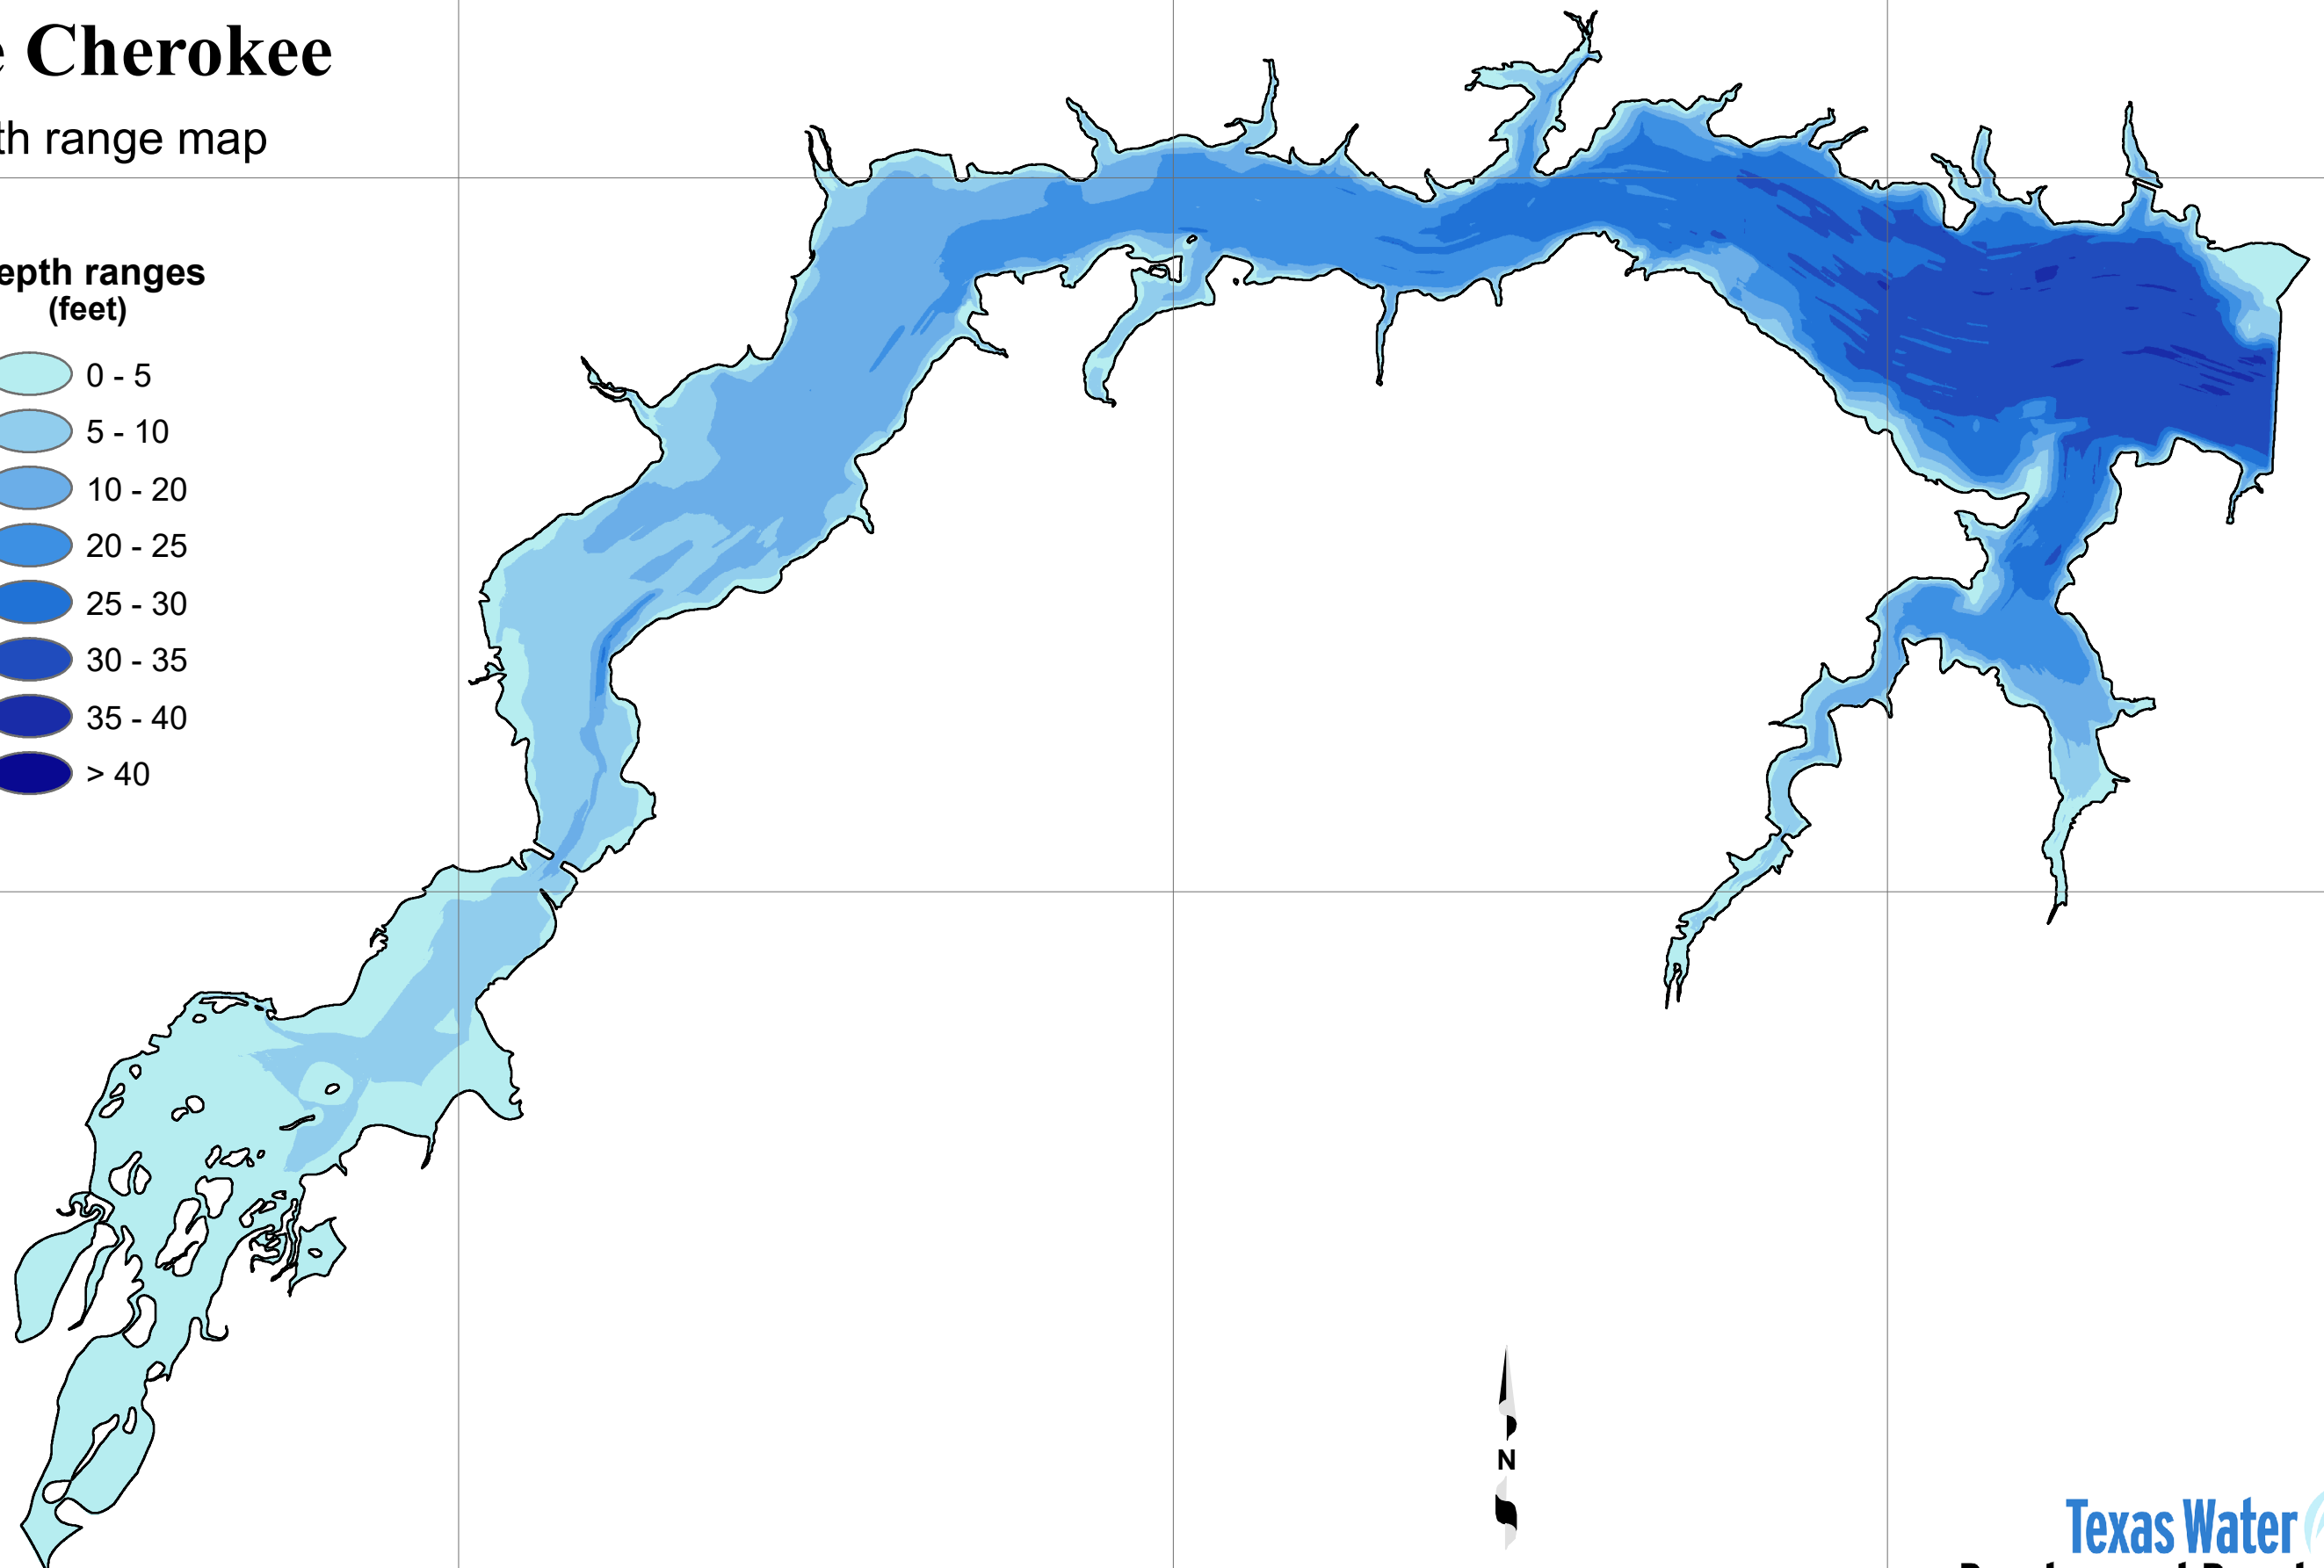 Cherokee
th range map
epth ranges
(feet)
0 - 5
5 - 10
10 - 20
20 - 25
25 - 30
30 - 35
35 - 40
> 40
N
Texas Water